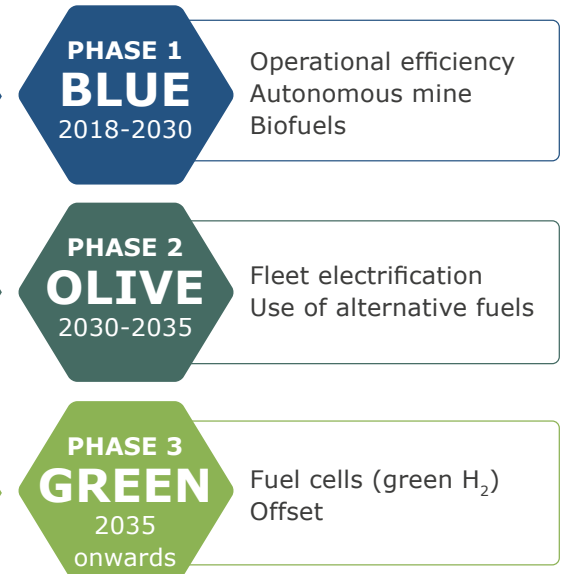 PHASE 1
BLUE
2018-2030
Operational efficiency
Autonomous mine
Biofuels
PHASE 2
OLIVE
2030-2035
Fleet electrification
Use of alternative fuels
PHASE 3
GREEN
2035
onwards
Fuel cells (green H₂)
Offset